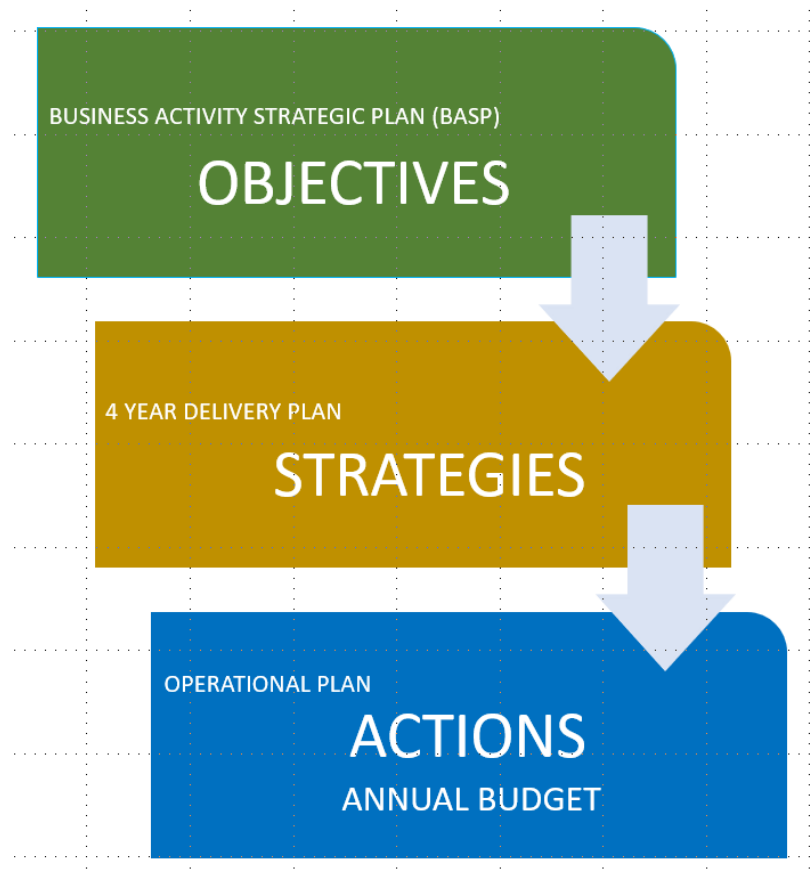 BUSINESS ACTIVITY STRATEGIC PLAN (BASP)
OBJECTIVES
4 YEAR DELIVERY PLAN
STRATEGIES
OPERATIONAL PLAN
ACTIONS
ANNUAL BUDGET